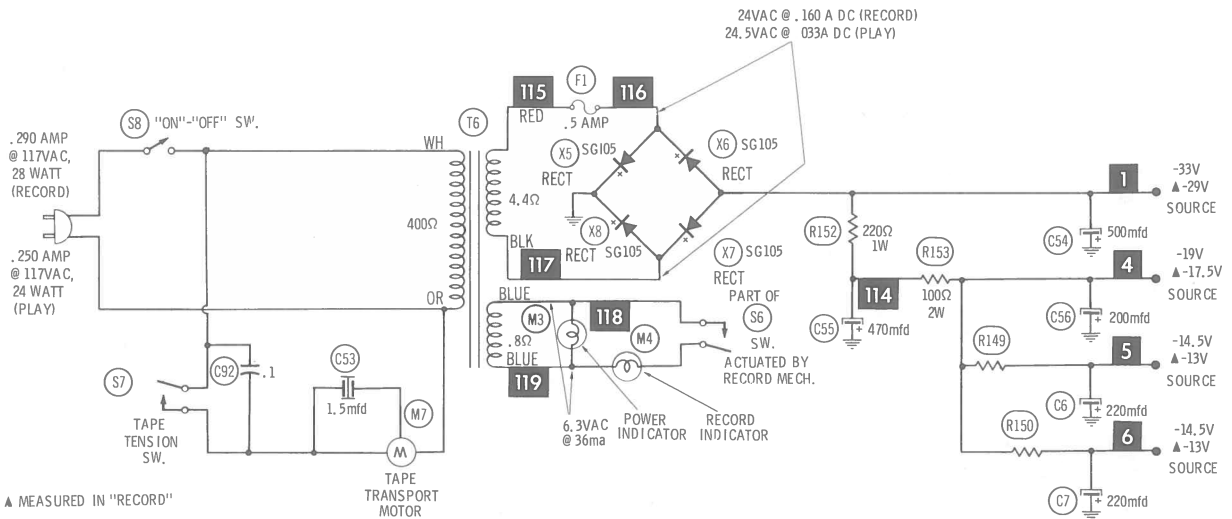 24VAC @ .160 A DC (RECORD)
24.5VAC @ 033A DC (PLAY)
S8 "ON"-"OFF" SW.
.290 AMP
@ 117VAC,
28 WATT
(RECORD)
.250 AMP
@ 117VAC,
24 WATT
(PLAY)
WH
T6
400Ω
OR
115
RED
F1
.5 AMP
116
4.4Ω
BLK
117
X5 SG105
RECT
X6 SG105
RECT
X8 SG105
RECT
X7 SG105
RECT
BLUE
.8Ω
BLUE
119
M3
118
M4
PART OF
S6
SW.
ACTUATED BY
RECORD MECH.
6.3VAC
@ 36ma
POWER
INDICATOR
RECORD
INDICATOR
S7
TAPE
TENSION
SW.
C92 .1
C53
1.5mfd
M7
M
TAPE
TRANSPORT
MOTOR
R152
220Ω
1W
R153
100Ω
2W
114
C55 470mfd
1
-33V
▲ -29V
SOURCE
C54 500mfd
4
-19V
▲ -17.5V
SOURCE
C56 200mfd
R149
5
-14.5V
▲ -13V
SOURCE
C6 220mfd
R150
6
-14.5V
▲ -13V
SOURCE
C7 220mfd
▲ MEASURED IN "RECORD"